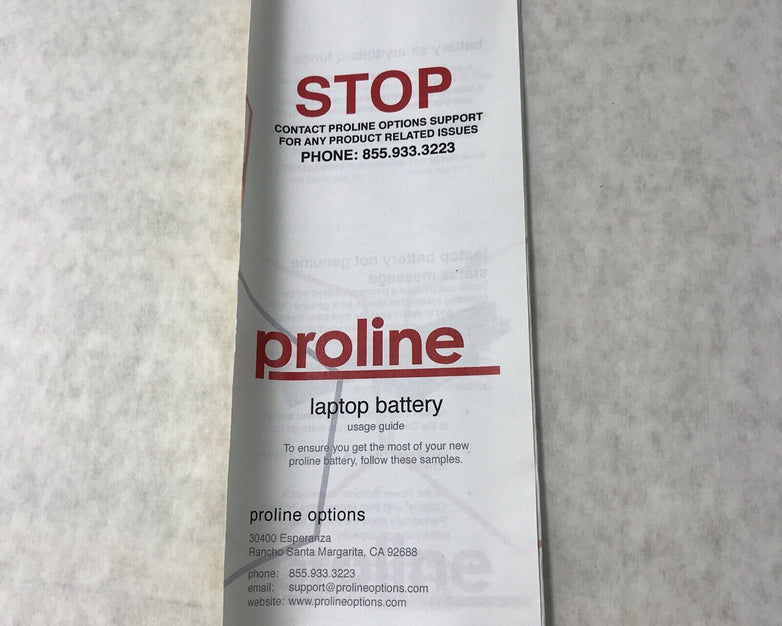 STOP
CONTACT PROLINE OPTIONS SUPPORT
FOR ANY PRODUCT RELATED ISSUES
PHONE: 855.933.3223
proline
laptop battery
usage guide
To ensure you get the most of your new
proline battery, follow these samples.
proline options
30400 Esperanza
Rancho Santa Margarita, CA 92688
phone: 855.933.3223
email: support@prolineoptions.com
website: www.prolineoptions.com